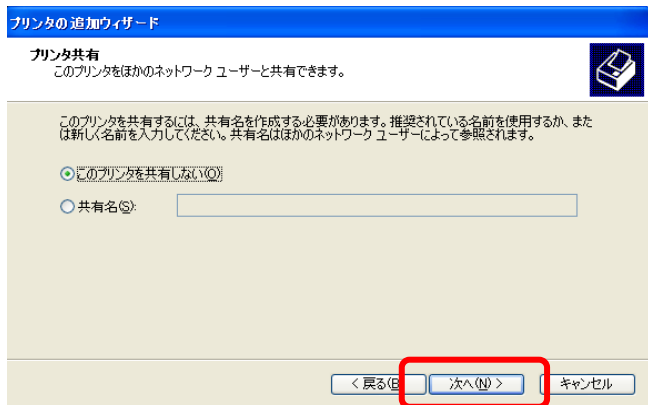 プリンタの追加ウィザード
プリンタ共有
このプリンタをほかのネットワーク ユーザーと共有できます。
このプリンタを共有するには、共有名を作成する必要があります。推奨されている名前を使用するか、また
は新しく名前を入力してください。共有名はほかのネットワーク ユーザーによって参照されます。
このプリンタを共有しない(O)
共有名(S):
< 戻る(B 次へ(N) > キャンセル